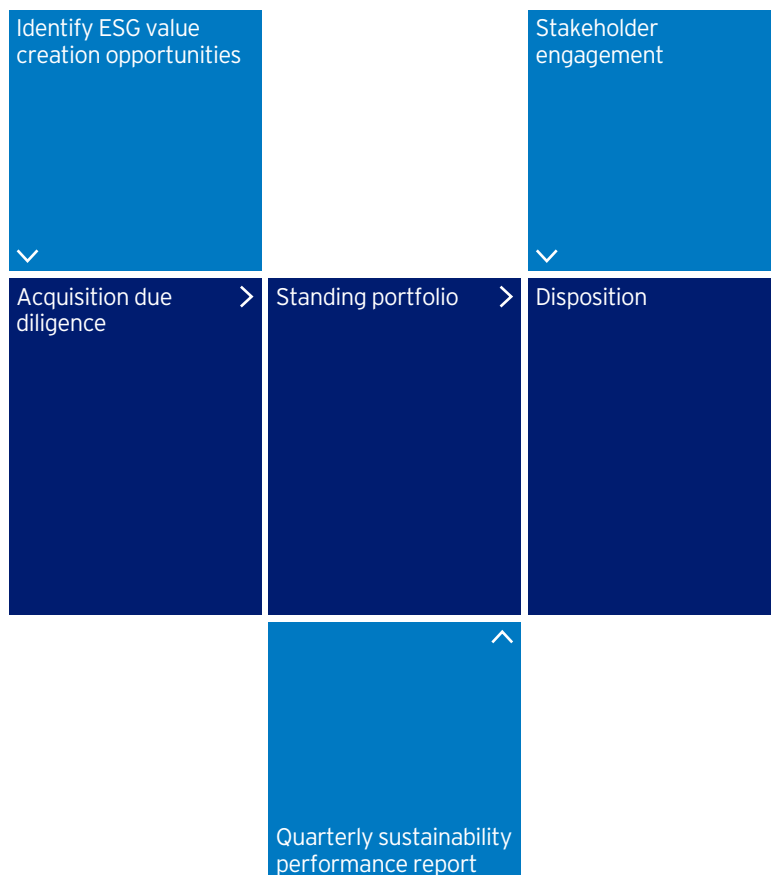 Identify ESG value
creation opportunities
Stakeholder
engagement
Acquisition due
diligence
Standing portfolio
Disposition
Quarterly sustainability
performance report